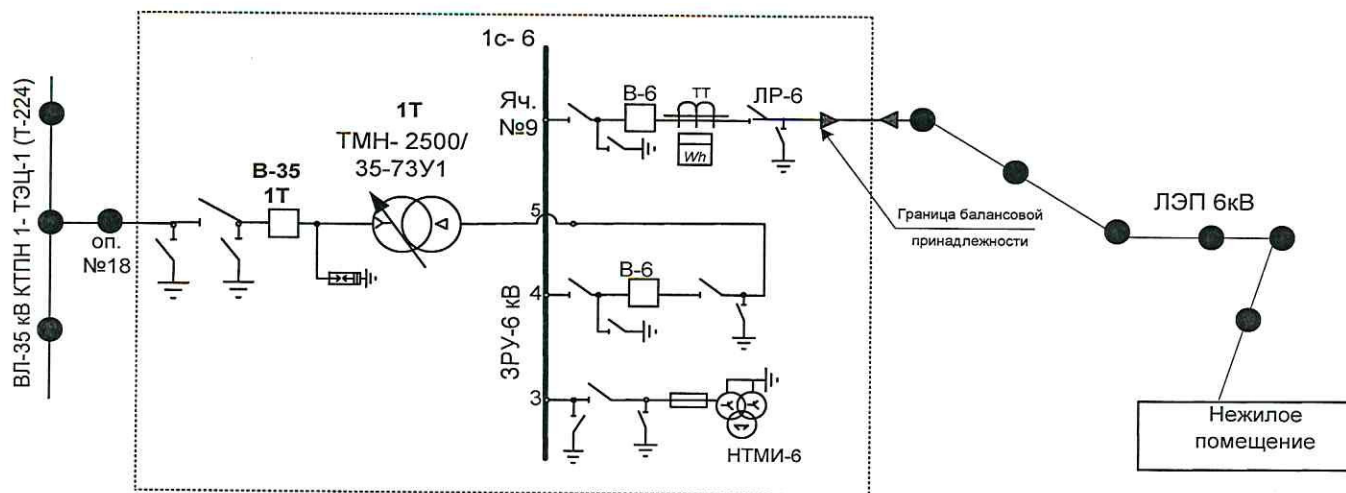 ВЛ-35 кВ КТПН 1- ТЭЦ-1 (Т-224)
оп.
№18
В-35
1Т
1Т
ТМН- 2500/
35-73У1
1с- 6
Яч.
№9
В-6
ТТ
Wh
ЛР-6
5
4
В-6
ЗРУ-6 кВ
3
НТМИ-6
Граница балансовой
принадлежности
ЛЭП 6кВ
Нежилое
помещение